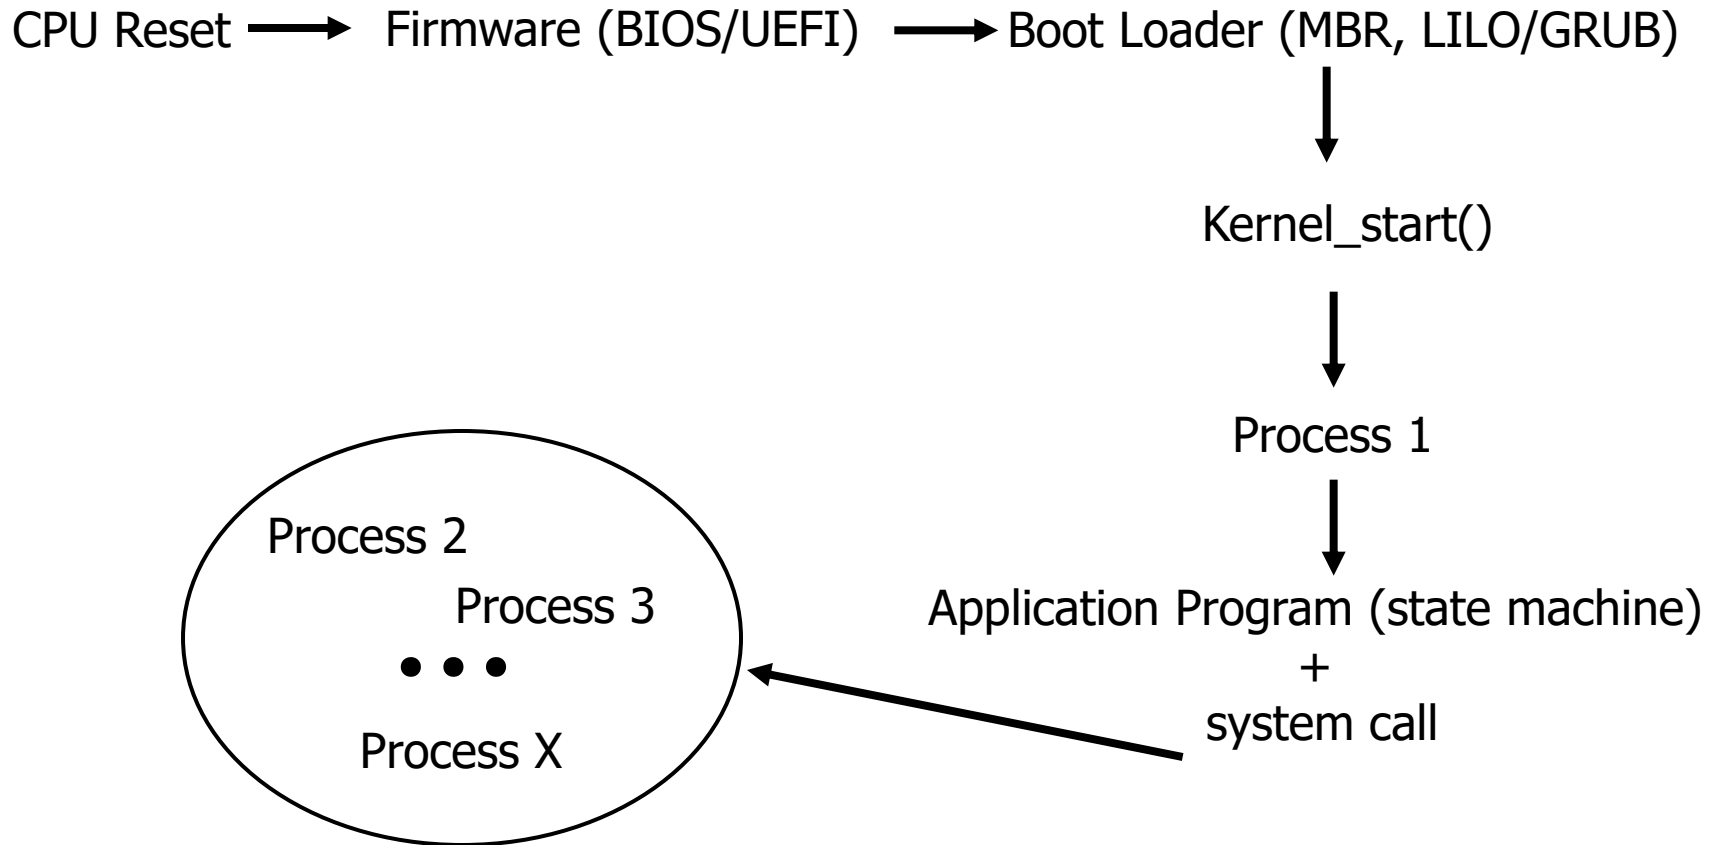 CPU Reset
Firmware (BIOS/UEFI)
Boot Loader (MBR, LILO/GRUB)
Kernel_start()
Process 1
Application Program (state machine)
+
system call
Process 2
Process 3
Process X